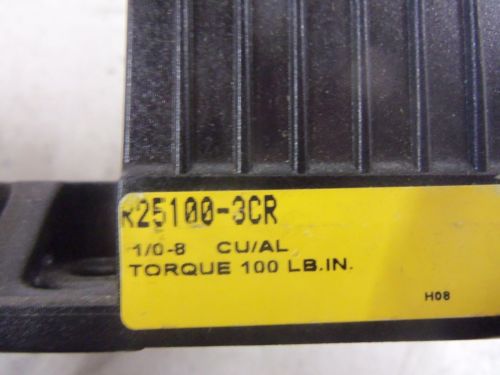 R25100-3CR
1/0-8 CU/AL
TORQUE 100 LB.IN.
H08